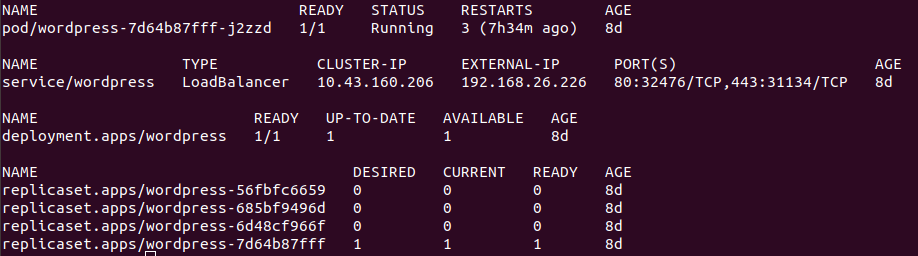 NAME READY STATUS RESTARTS AGE
pod/wordpress-7d64b87fff-j2zzd 1/1 Running 3 (7h34m ago) 8d
NAME TYPE CLUSTER-IP EXTERNAL-IP PORT(S) AGE
service/wordpress LoadBalancer 10.43.160.206 192.168.26.226 80:32476/TCP,443:31134/TCP 8d
NAME READY UP-TO-DATE AVAILABLE AGE
deployment.apps/wordpress 1/1 1 1 8d
NAME DESIRED CURRENT READY AGE
replicaset.apps/wordpress-56fbfc6659 0 0 0 8d
replicaset.apps/wordpress-685bf9496d 0 0 0 8d
replicaset.apps/wordpress-6d48cf966f 0 0 0 8d
replicaset.apps/wordpress-7d64b87fff 1 1 1 8d